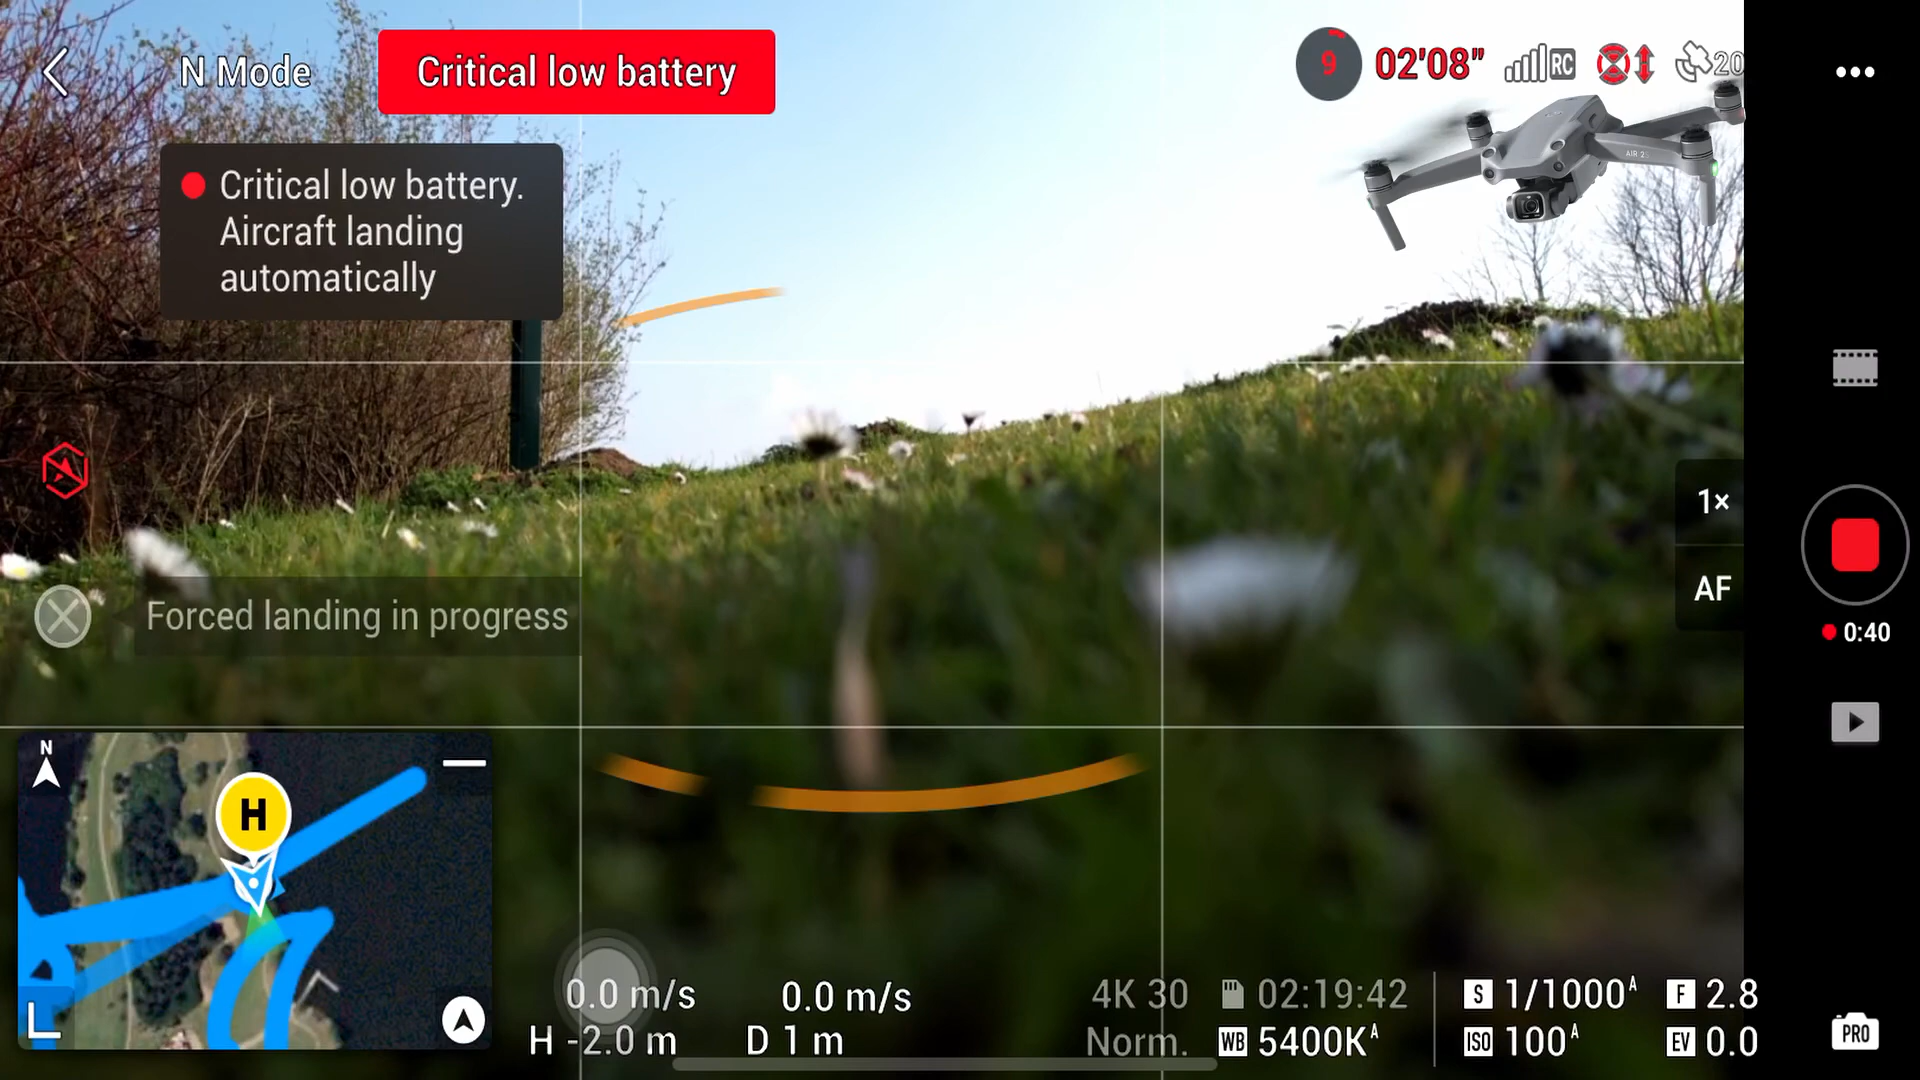 N Mode
Critical low battery
9
02'08"
RC
20
Critical low battery.
Aircraft landing
automatically
AIR 2S
1×
AF
Forced landing in progress
0:40
N
H
0.0 m/s
0.0 m/s
H -2.0 m
D 1 m
4K 30
02:19:42
Norm.
WB 5400K A
S 1/1000 A
F 2.8
ISO 100 A
EV 0.0
PRO